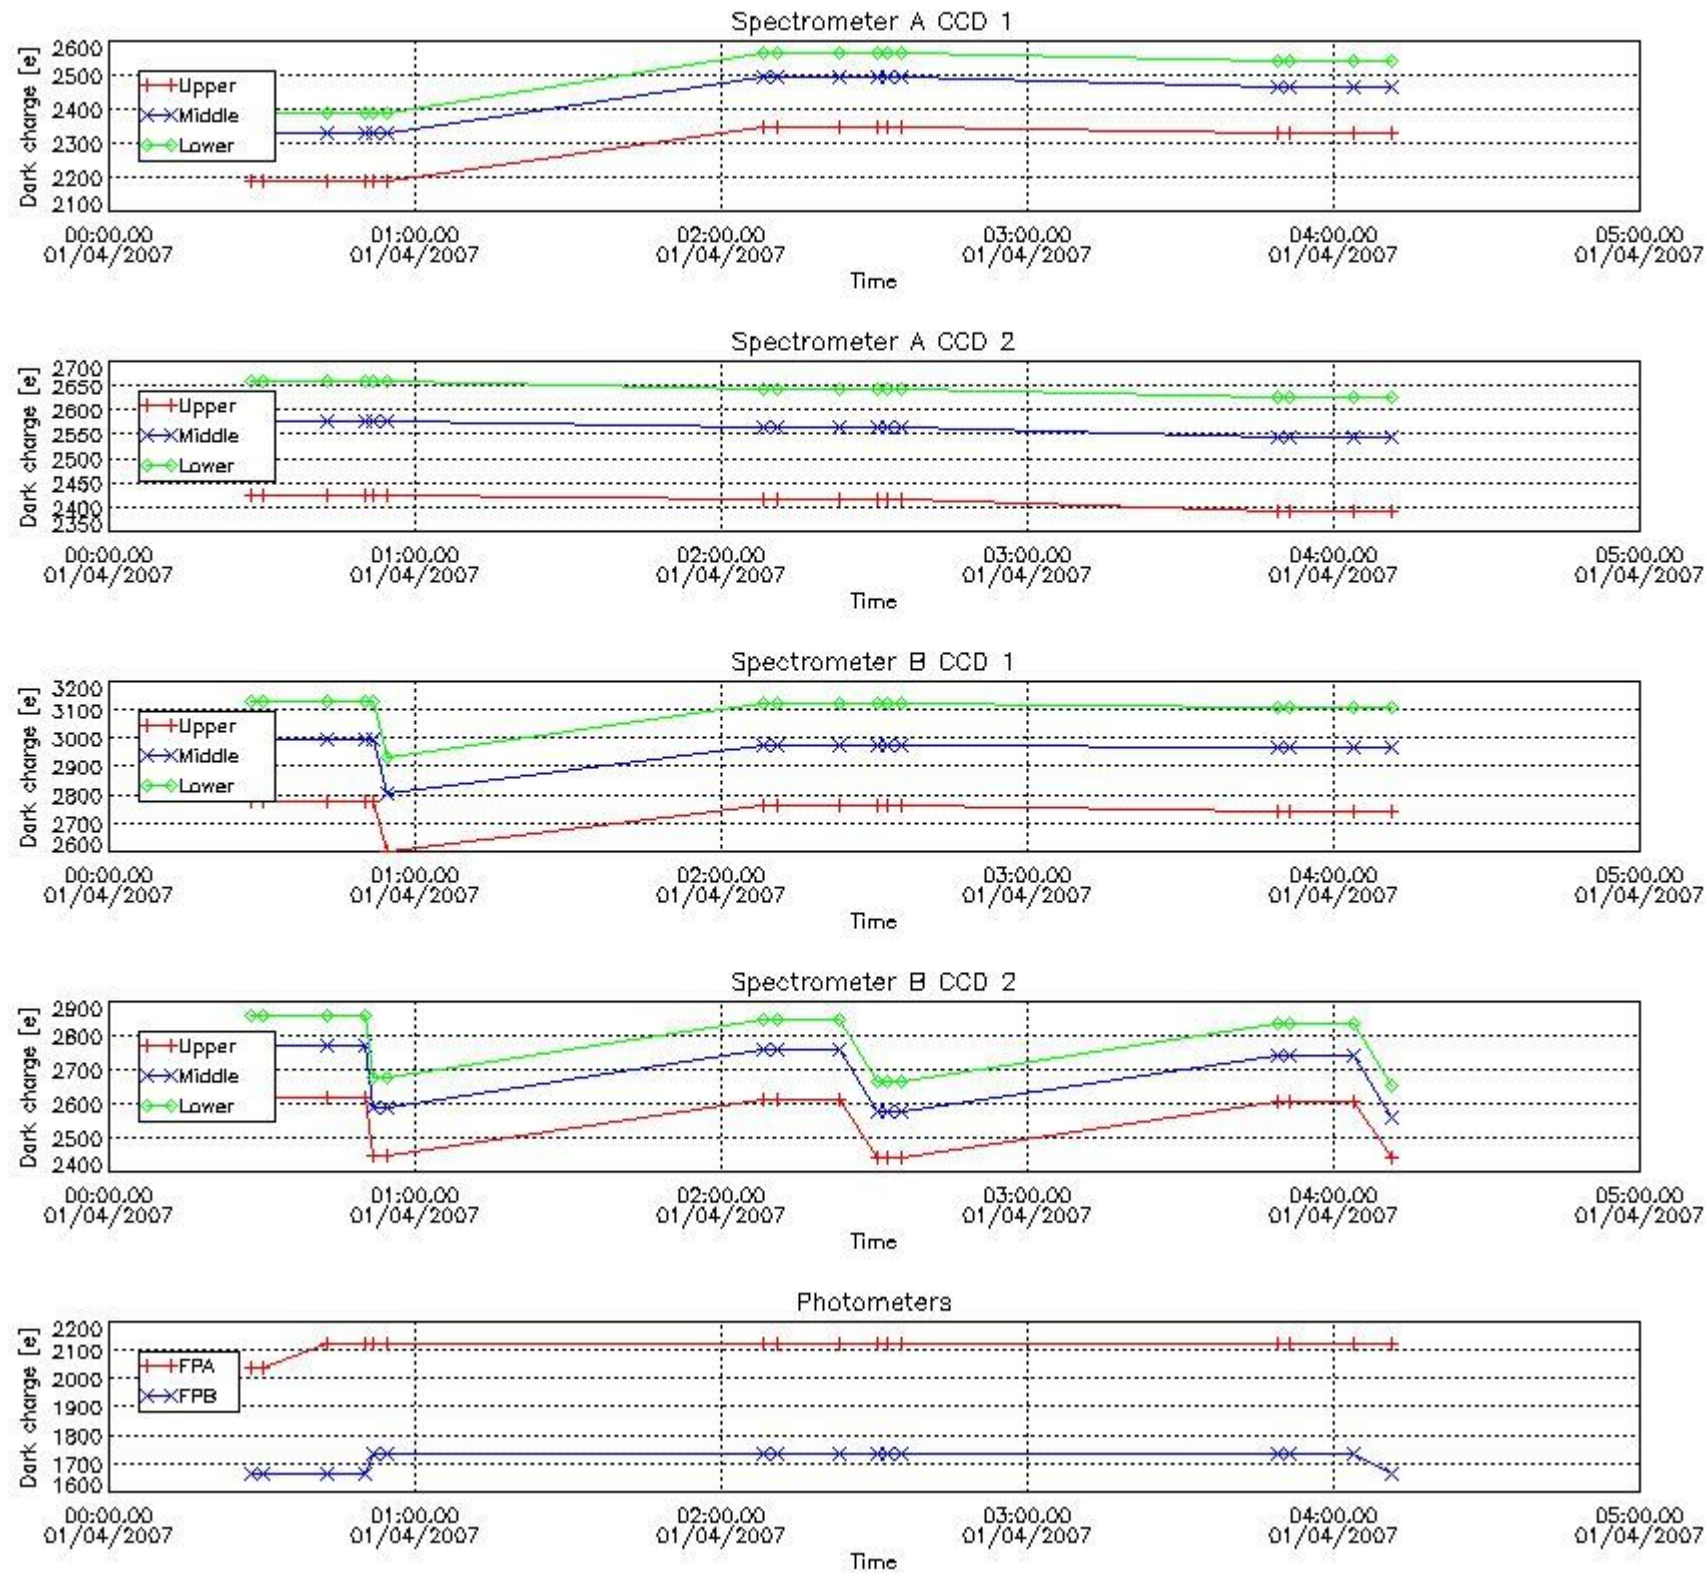 Spectrometer A CCD 1
Dark charge [e]
2600
2500
2400
2300
2200
2100
Upper
Middle
Lower
00:00.00 01:00.00 02:00.00 03:00.00 04:00.00 05:00.00
01/04/2007 01/04/2007 01/04/2007 01/04/2007 01/04/2007 01/04/2007
Time
Spectrometer A CCD 2
Dark charge [e]
2700
2650
2600
2550
2500
2450
2400
2350
Upper
Middle
Lower
00:00.00 01:00.00 02:00.00 03:00.00 04:00.00 05:00.00
01/04/2007 01/04/2007 01/04/2007 01/04/2007 01/04/2007 01/04/2007
Time
Spectrometer B CCD 1
Dark charge [e]
3200
3100
3000
2900
2800
2700
2600
Upper
Middle
Lower
00:00.00 01:00.00 02:00.00 03:00.00 04:00.00 05:00.00
01/04/2007 01/04/2007 01/04/2007 01/04/2007 01/04/2007 01/04/2007
Time
Spectrometer B CCD 2
Dark charge [e]
2900
2800
2700
2600
2500
2400
Upper
Middle
Lower
00:00.00 01:00.00 02:00.00 03:00.00 04:00.00 05:00.00
01/04/2007 01/04/2007 01/04/2007 01/04/2007 01/04/2007 01/04/2007
Time
Photometers
Dark charge [e]
2200
2100
2000
1900
1800
1700
1600
FPA
FPB
00:00.00 01:00.00 02:00.00 03:00.00 04:00.00 05:00.00
01/04/2007 01/04/2007 01/04/2007 01/04/2007 01/04/2007 01/04/2007
Time